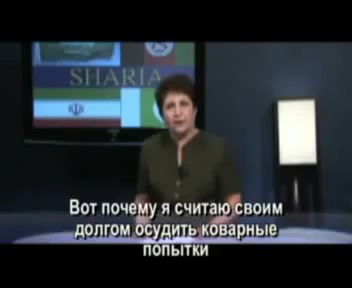 SHARIA
Вот почему я считаю своим
долгом осудить коварные
попытки